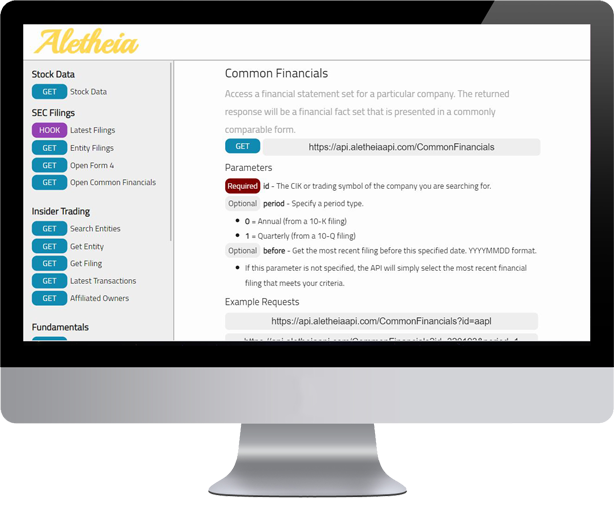 Aletheia
Stock Data
GET Stock Data
SEC Filings
HOOK Latest Filings
GET Entity Filings
GET Open Form 4
GET Open Common Financials
Insider Trading
GET Search Entities
GET Get Entity
GET Get Filing
GET Latest Transactions
GET Affiliated Owners
Fundamentals
Common Financials
Access a financial statement set for a particular company. The returned
response will be a financial fact set that is presented in a commonly
comparable form.
GET https://api.aletheiaapi.com/CommonFinancials
Parameters
Required id - The CIK or trading symbol of the company you are searching for.
Optional period - Specify a period type.
0 = Annual (from a 10-K filing)
1 = Quarterly (from a 10-Q filing)
Optional before - Get the most recent filing before this specified date. YYYYMMDD format.
If this parameter is not specified, the API will simply select the most recent financial
filing that meets your criteria.
Example Requests
https://api.aletheiaapi.com/CommonFinancials?id=aapl